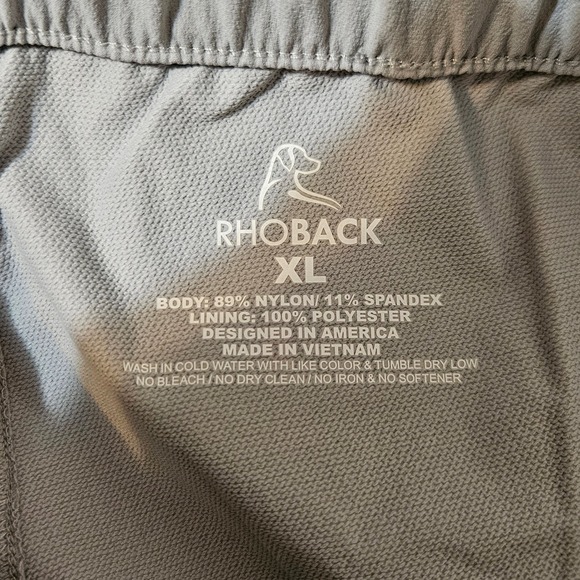 RHOBACK
XL
BODY: 89% NYLON/ 11% SPANDEX
LINING: 100% POLYESTER
DESIGNED IN AMERICA
MADE IN VIETNAM
WASH IN COLD WATER WITH LIKE COLOR & TUMBLE DRY LOW
NO BLEACH / NO DRY CLEAN / NO IRON & NO SOFTENER